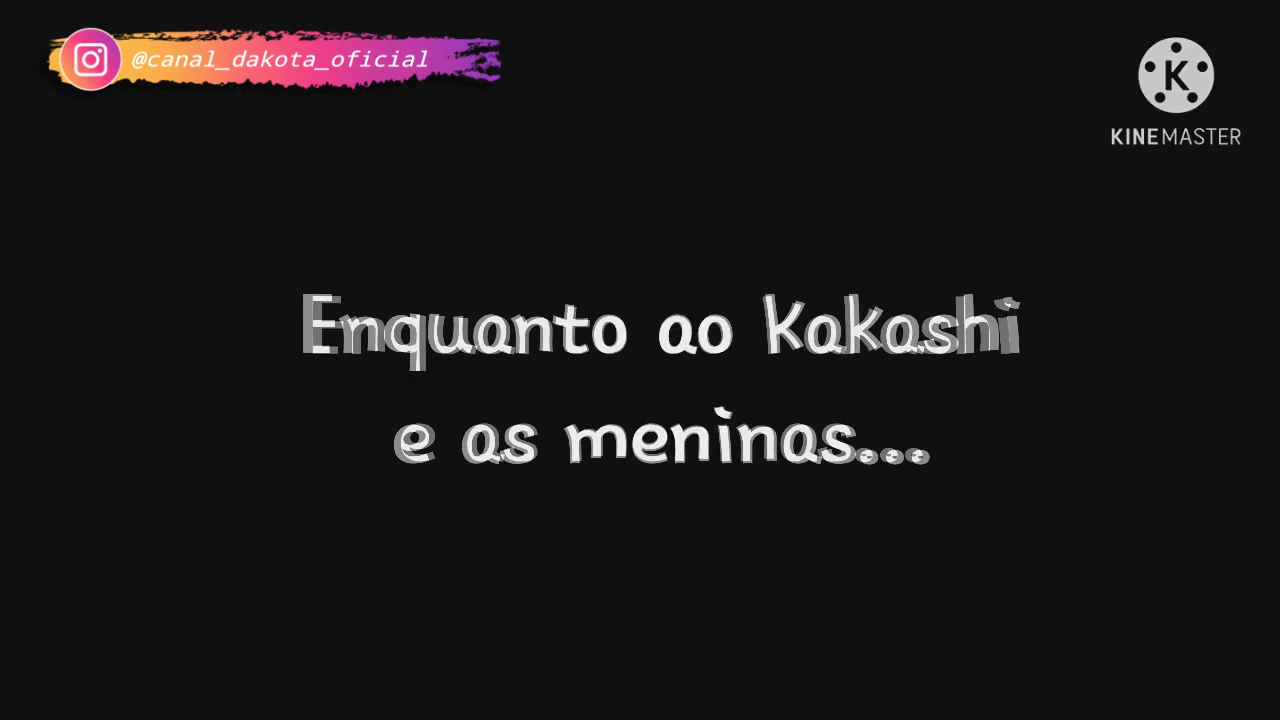 @canal_dakota_oficial
K
KINEMASTER
Enquanto ao Kakashi
e as meninas....